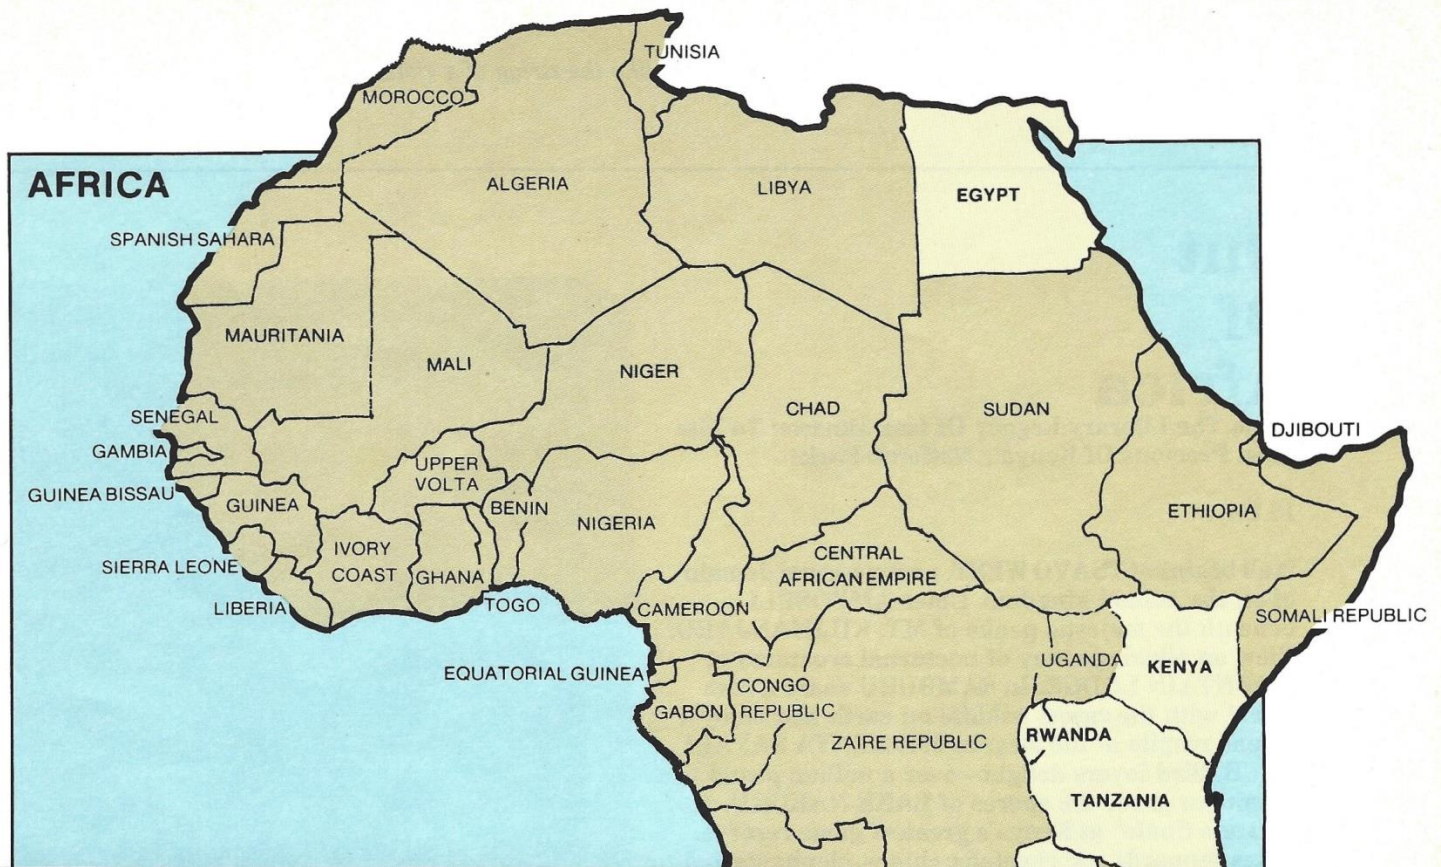 TUNISIA
MOROCCO
AFRICA
ALGERIA
LIBYA
EGYPT
SPANISH SAHARA
MAURITANIA
MALI
NIGER
CHAD
SUDAN
SENEGAL
DJIBOUTI
GAMBIA
UPPER
VOLTA
GUINEA BISSAU
GUINEA
BENIN
NIGERIA
ETHIOPIA
IVORY
COAST
CENTRAL
AFRICAN EMPIRE
SIERRA LEONE
GHANA
LIBERIA
TOGO
CAMEROON
SOMALI REPUBLIC
EQUATORIAL GUINEA
UGANDA
KENYA
CONGO
REPUBLIC
GABON
ZAIRE REPUBLIC
RWANDA
TANZANIA